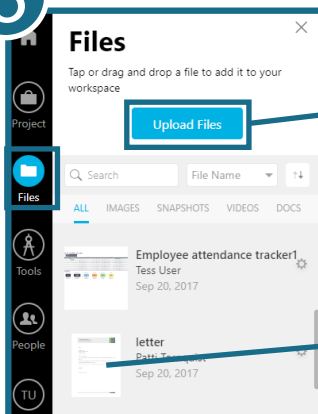 Files
Tap or drag and drop a file to add it to your
workspace
Upload Files
Project
Files
Tools
People
TU
Search
File Name
ALL IMAGES SNAPSHOTS VIDEOS DOCS
Employee attendance tracker1
Tess User
Sep 20, 2017
letter
Patti
Sep 20, 2017